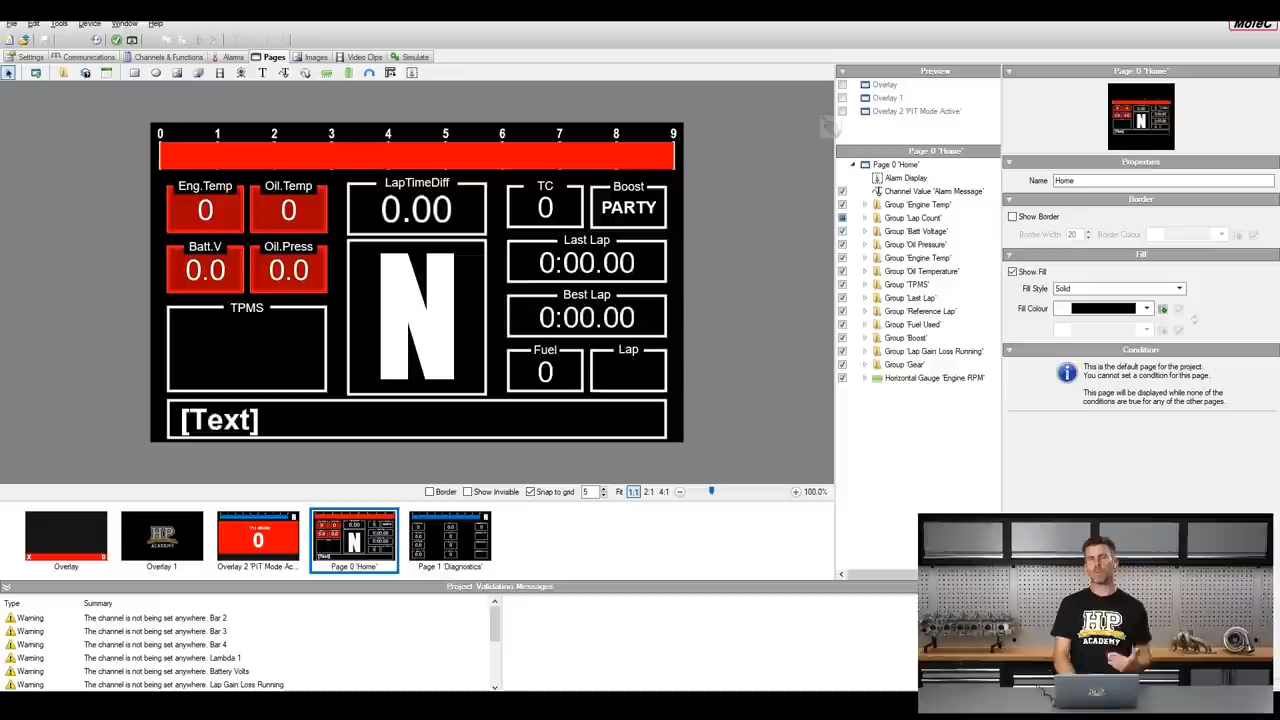 File Edit Tools Device Window Help
MoTeC
Settings Communications Channels & Functions Alarms Pages Images Video Clips Simulate
Preview
Page 0 'Home'
Overlay
Overlay 1
Overlay 2 'PIT Mode Active'
0 1 2 3 4 5 6 7 8 9
Eng.Temp Oil.Temp LapTimeDiff TC Boost
0 0 0.00 0 PARTY
Batt.V Oil.Press Last Lap
0.0 0.0 0:00.00
N
TPMS Best Lap
0:00.00
Fuel Lap
0
[Text]
Page 0 'Home'
Page 0 'Home'
Alarm Display
Channel Value 'Alarm Message'
Group 'Engine Temp'
Group 'Lap Count'
Group 'Batt Voltage'
Group 'Oil Pressure'
Group 'Engine Temp'
Group 'Oil Temperature'
Group 'TPMS'
Group 'Last Lap'
Group 'Reference Lap'
Group 'Fuel Used'
Group 'Boost'
Group 'Lap Gain Loss Running'
Group 'Gear'
Horizontal Gauge 'Engine RPM'
Properties
Name Home
Border
Show Border
Border Width 20 Border Colour
Fill
Show Fill
Fill Style Solid
Fill Colour
Condition
This is the default page for the project.
You cannot set a condition for this page.
This page will be displayed while none of the
conditions are true for any of the other pages.
Border Show Invisible Snap to grid 5 Fit 1:1 2:1 4:1 100.0%
HP
ACADEMY
Pit Mode
0
N
Overlay Overlay 1 Overlay 2 'PIT Mode Ac... Page 0 'Home' Page 1 'Diagnostics'
Project Validation Messages
Type Summary
Warning The channel is not being set anywhere. Bar 2
Warning The channel is not being set anywhere. Bar 3
Warning The channel is not being set anywhere. Bar 4
Warning The channel is not being set anywhere. Lambda 1
Warning The channel is not being set anywhere. Battery Volts
Warning The channel is not being set anywhere. Lap Gain Loss Running
HP
ACADEMY